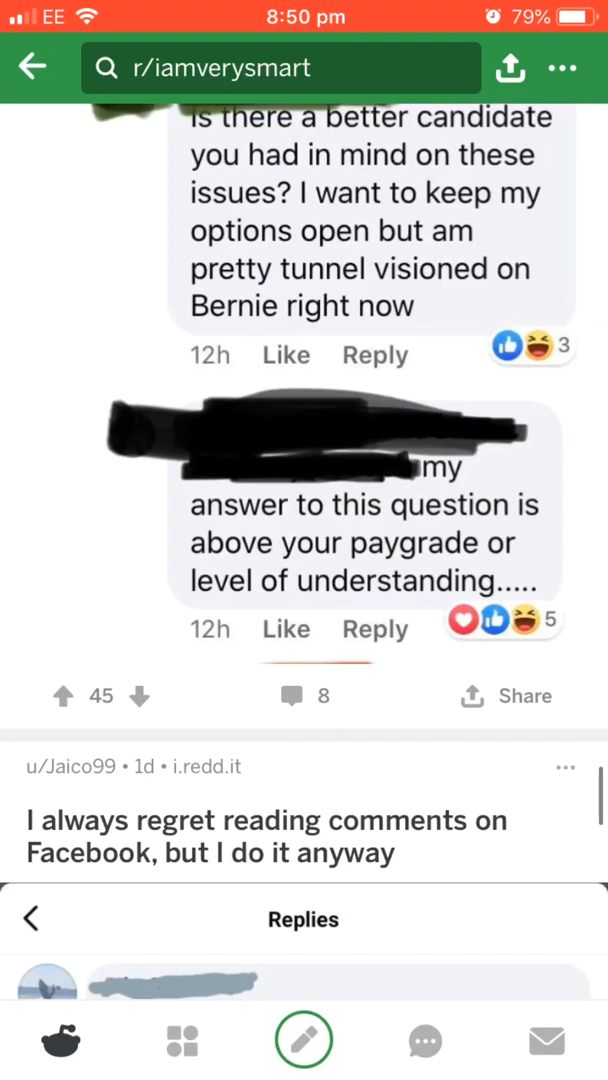 EE 8:50 pm 79%
r/iamverysmart
Is there a better candidate
you had in mind on these
issues? I want to keep my
options open but am
pretty tunnel visioned on
Bernie right now
12h Like Reply 3
my
answer to this question is
above your paygrade or
level of understanding.....
12h Like Reply 5
45 8 Share
u/Jaico99 • 1d • i.redd.it
I always regret reading comments on
Facebook, but I do it anyway
Replies